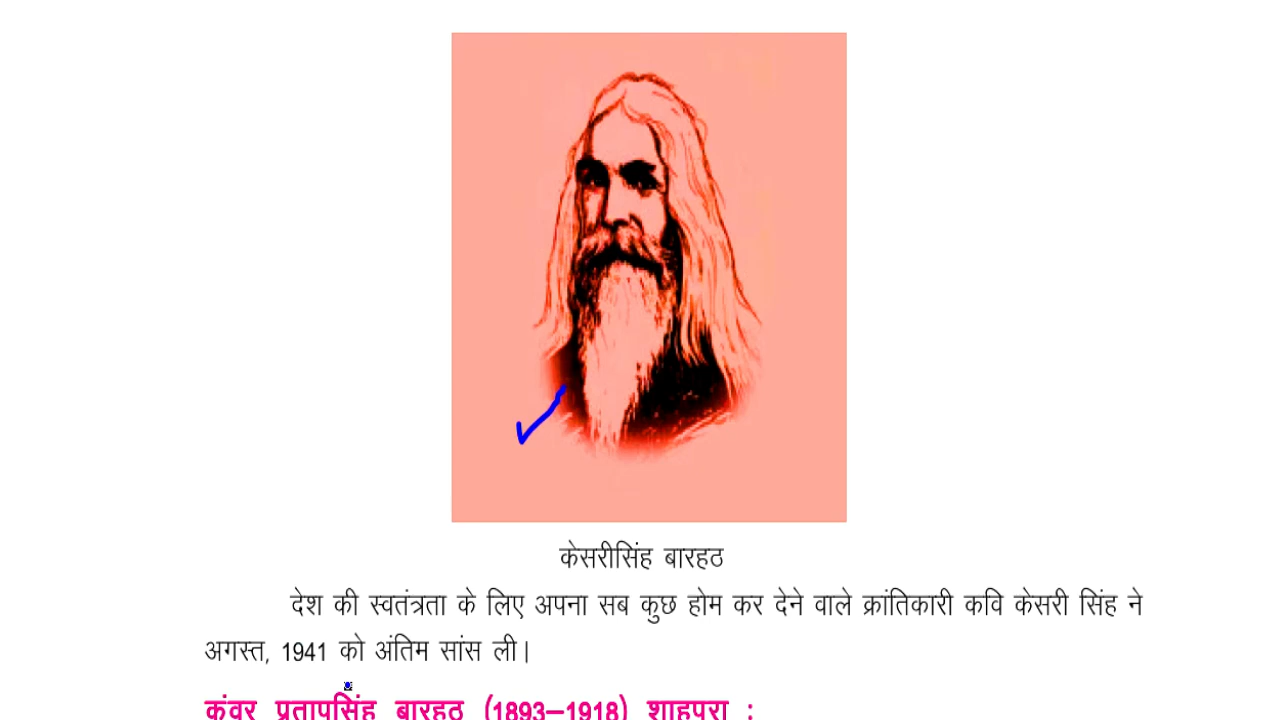 केसरीसिंह बारहठ
देश की स्वतंत्रता के लिए अपना सब कुछ होम कर देने वाले क्रांतिकारी कवि केसरी सिंह ने
अगस्त, 1941 को अंतिम सांस ली।
कंवर प्रतापसिंह बारहठ (1893–1918) शाहपुरा :